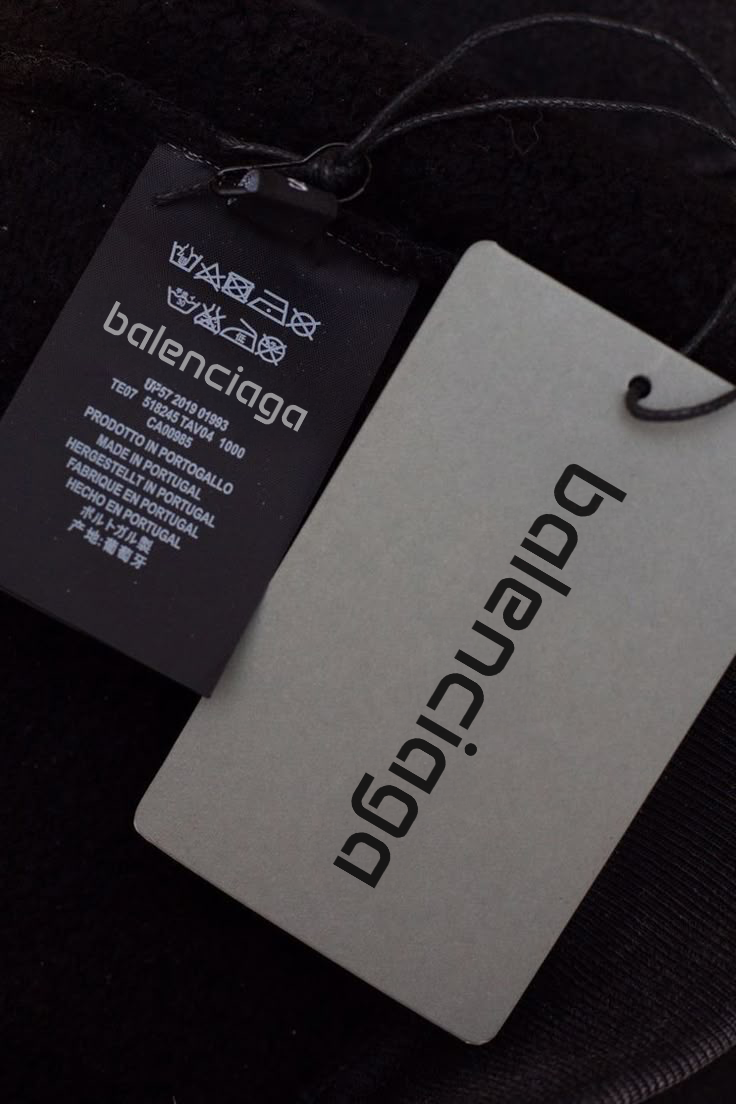 balenciaga
57 2019 01993
TE07 518245 TAV04 1000
CA00985
PRODOTTO IN PORTOGALLO
MADE IN PORTUGAL
HERGESTELLT IN PORTUGAL
FABRIQUE EN PORTUGAL
HECHO EN PORTUGAL
ポルトガル製
产地:葡萄牙
balenciaga